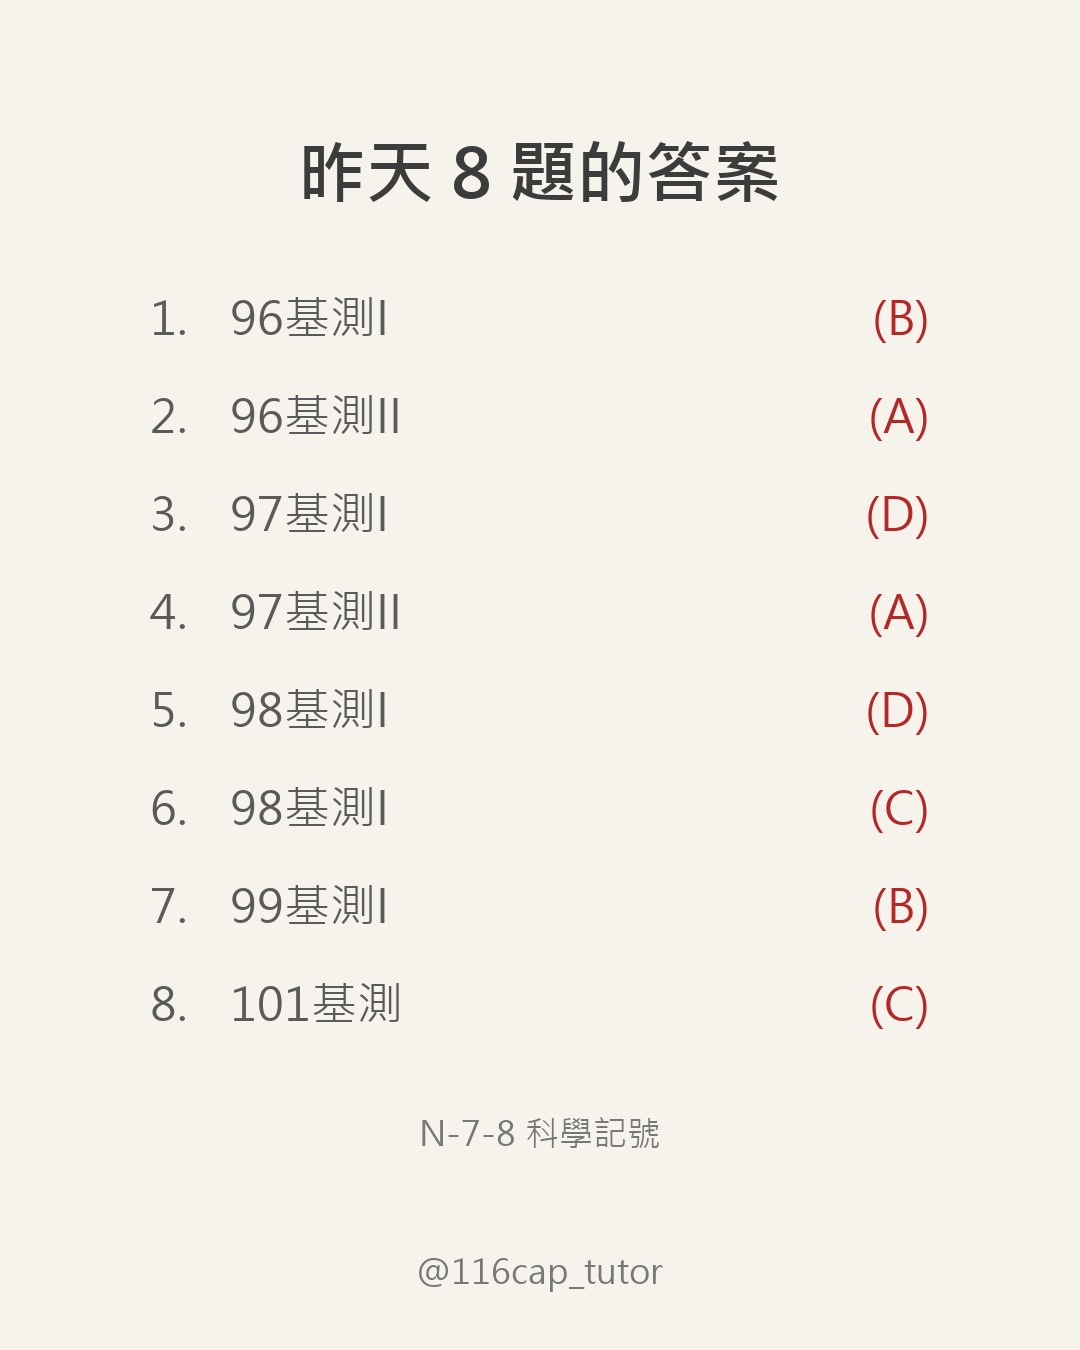 昨天 8 題的答案
1. 96基測I (B)
2. 96基測II (A)
3. 97基測I (D)
4. 97基測II (A)
5. 98基測I (D)
6. 98基測I (C)
7. 99基測I (B)
8. 101基測 (C)
N-7-8 科學記號
@116cap_tutor